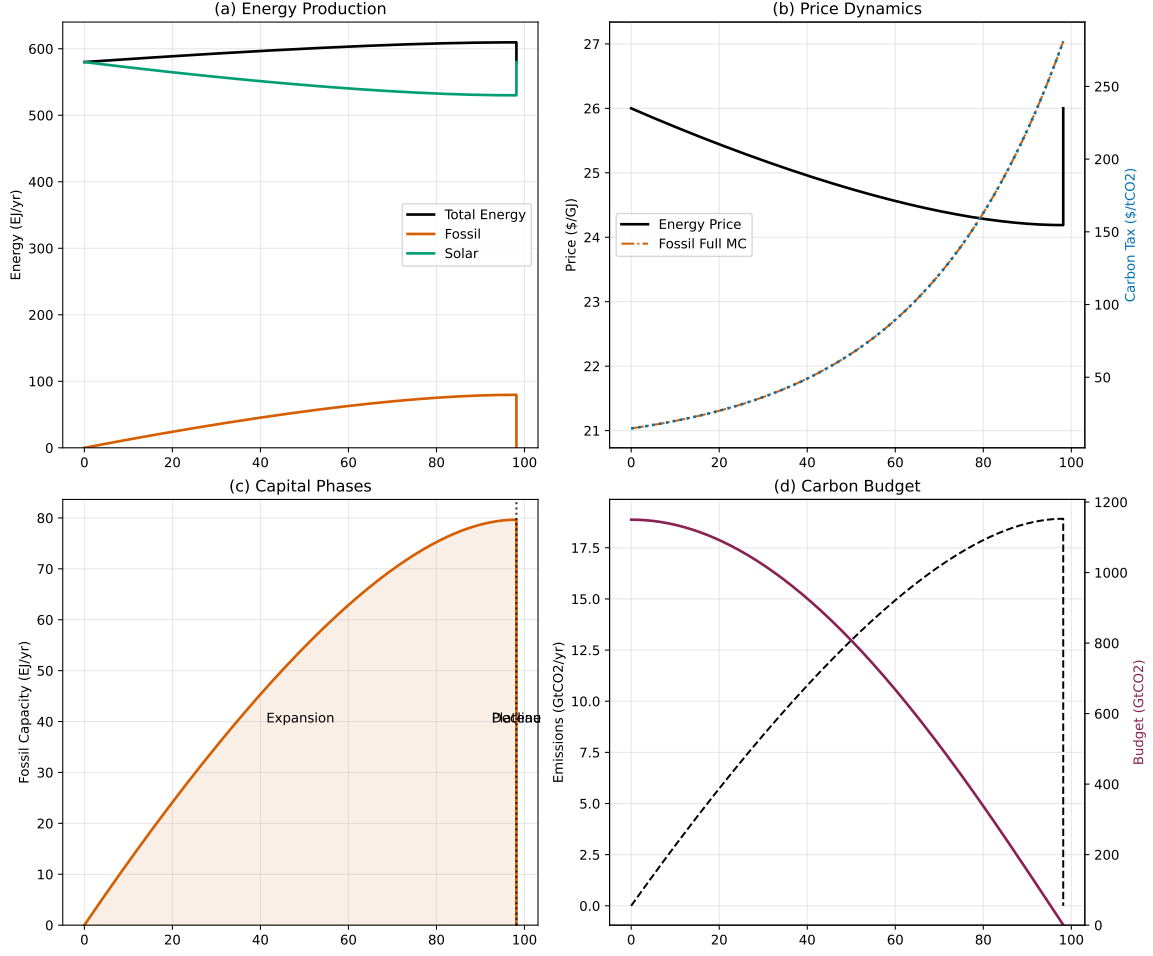 (a) Energy Production
600
500
400
300
200
100
0
Energy (EJ/yr)
Total Energy
Fossil
Solar
0 20 40 60 80 100
(b) Price Dynamics
27
26
25
24
23
22
21
Price ($/GJ)
Energy Price
Fossil Full MC
250
200
150
100
50
Carbon Tax ($/tCO2)
0 20 40 60 80 100
(c) Capital Phases
80
70
60
50
40
30
20
10
0
Fossil Capacity (EJ/yr)
Expansion
0 20 40 60 80 100
(d) Carbon Budget
17.5
15.0
12.5
10.0
7.5
5.0
2.5
0.0
Emissions (GtCO2/yr)
1200
1000
800
600
400
200
0
Budget (GtCO2)
0 20 40 60 80 100